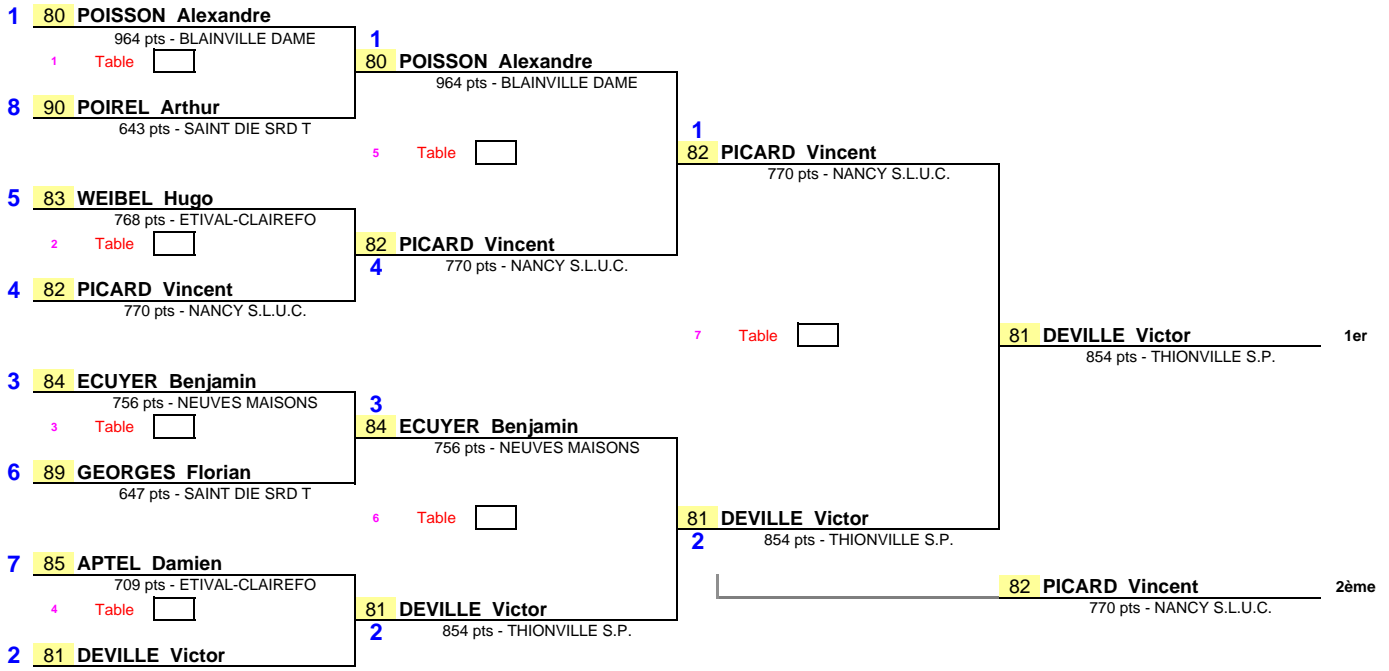 1 80 POISSON Alexandre
964 pts - BLAINVILLE DAME
1 Table
8 90 POIREL Arthur
643 pts - SAINT DIE SRD T
5 83 WEIBEL Hugo
768 pts - ETIVAL-CLAIREFO
2 Table
4 82 PICARD Vincent
770 pts - NANCY S.L.U.C.
3 84 ECUYER Benjamin
756 pts - NEUVES MAISONS
3 Table
6 89 GEORGES Florian
647 pts - SAINT DIE SRD T
7 85 APTEL Damien
709 pts - ETIVAL-CLAIREFO
4 Table
2 81 DEVILLE Victor
1
80 POISSON Alexandre
964 pts - BLAINVILLE DAME
5 Table
82 PICARD Vincent
4 770 pts - NANCY S.L.U.C.
3
84 ECUYER Benjamin
756 pts - NEUVES MAISONS
6 Table
81 DEVILLE Victor
2 854 pts - THIONVILLE S.P.
1
82 PICARD Vincent
770 pts - NANCY S.L.U.C.
7 Table
81 DEVILLE Victor
2 854 pts - THIONVILLE S.P.
81 DEVILLE Victor 1er
854 pts - THIONVILLE S.P.
82 PICARD Vincent 2ème
770 pts - NANCY S.L.U.C.